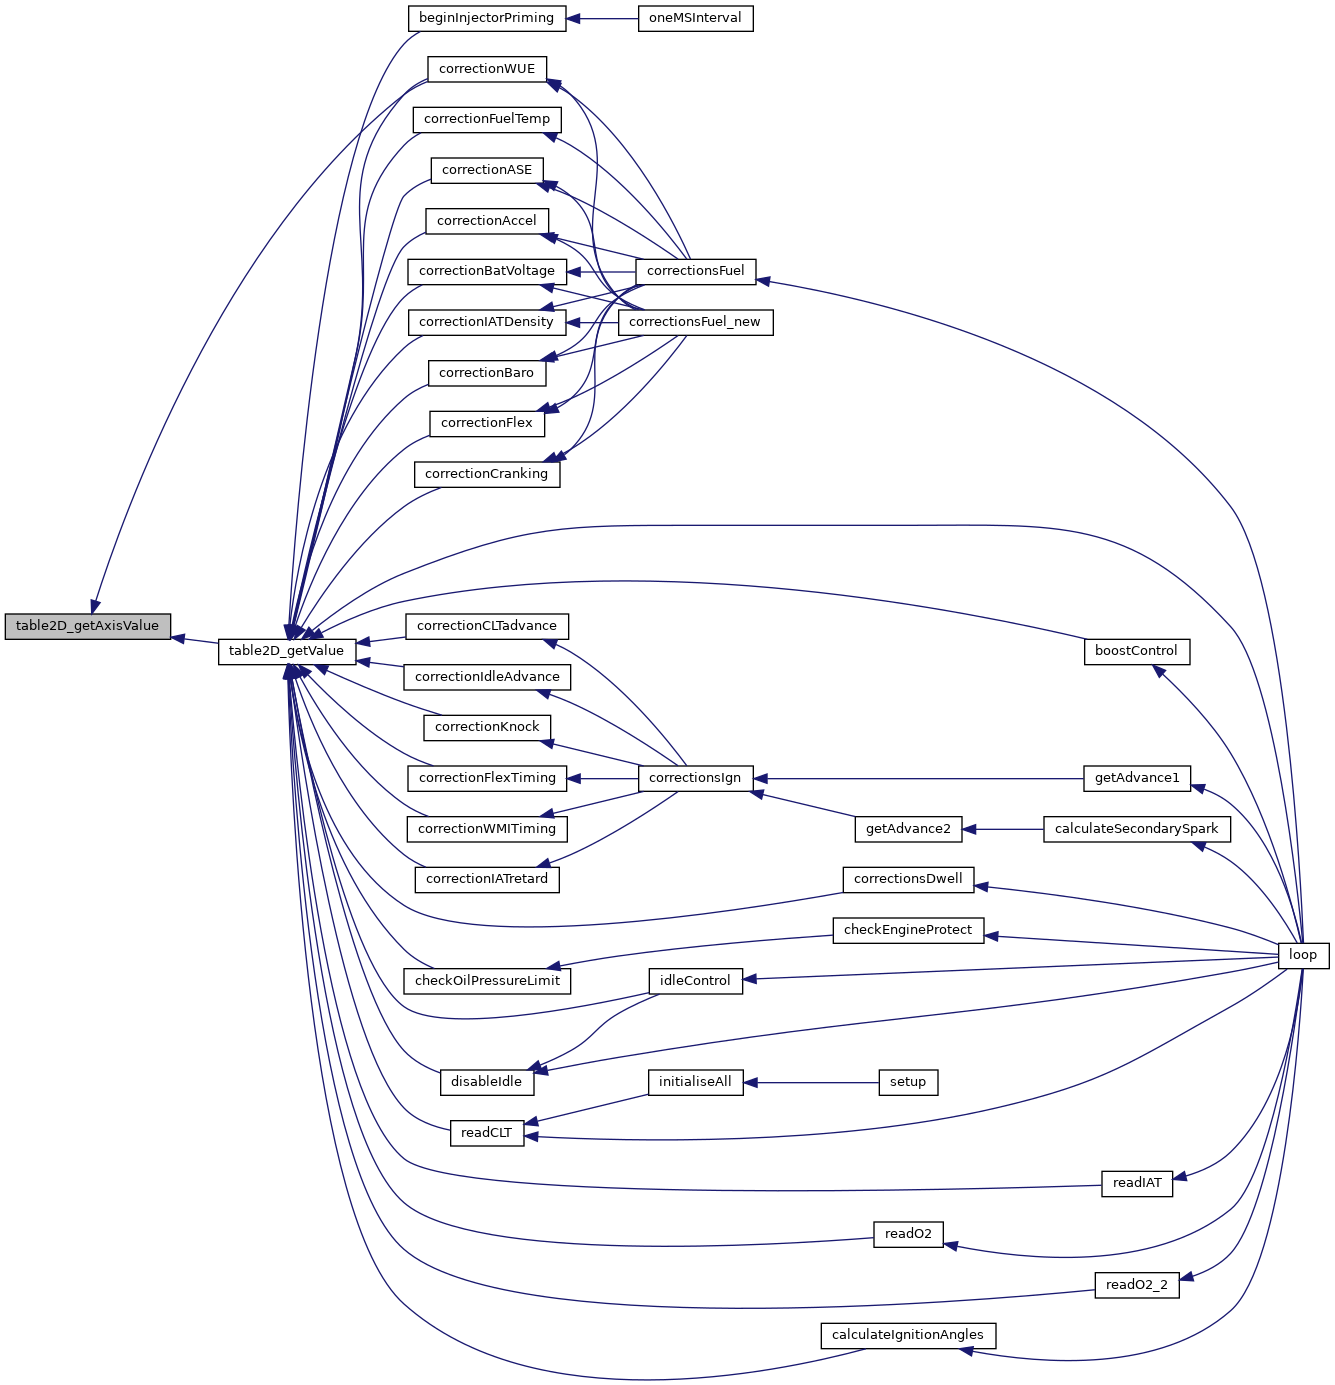 beginInjectorPriming
oneMSInterval
correctionWUE
correctionFuelTemp
correctionASE
correctionAccel
correctionBatVoltage
correctionsFuel
correctionIATDensity
correctionsFuel_new
correctionBaro
correctionFlex
correctionCranking
table2D_getAxisValue
table2D_getValue
correctionCLTadvance
boostControl
correctionIdleAdvance
correctionKnock
correctionFlexTiming
correctionsIgn
getAdvance1
correctionWMITiming
getAdvance2
calculateSecondarySpark
correctionIATretard
correctionsDwell
checkEngineProtect
loop
checkOilPressureLimit
idleControl
disableIdle
initialiseAll
setup
readCLT
readIAT
readO2
readO2_2
calculateIgnitionAngles